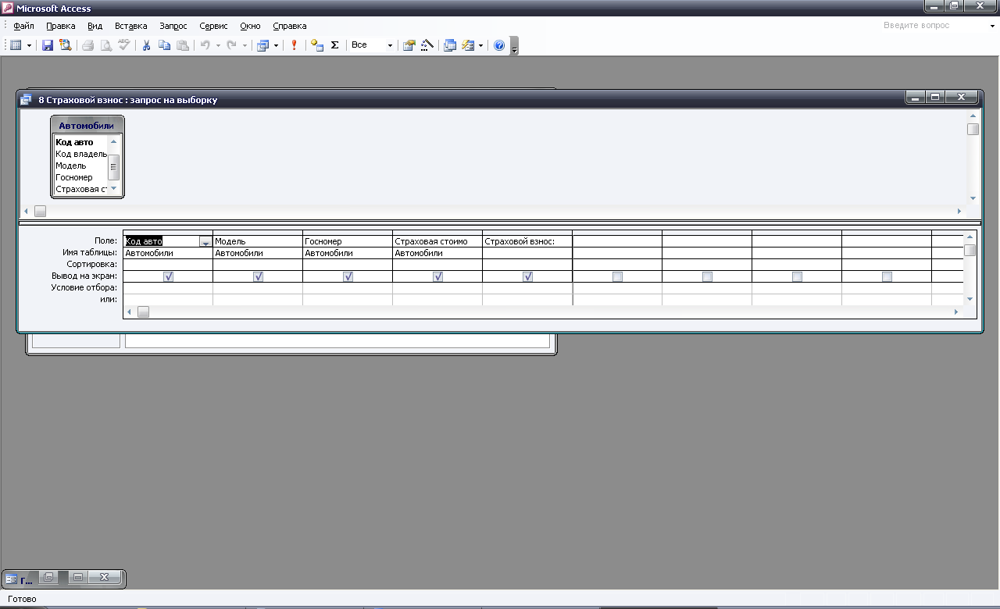 Microsoft Access
Файл Правка Вид Вставка Запрос Сервис Окно Справка Введите вопрос
ABC Σ Все
8 Страховой взнос : запрос на выборку
Автомобили
Код авто
Код владель
Модель
Госномер
Страховая ст
Поле: Код авто Модель Госномер Страховая стоимо Страховой взнос:
Имя таблицы: Автомобили Автомобили Автомобили Автомобили
Сортировка:
Вывод на экран:
Условие отбора:
или:
Г...
Готово